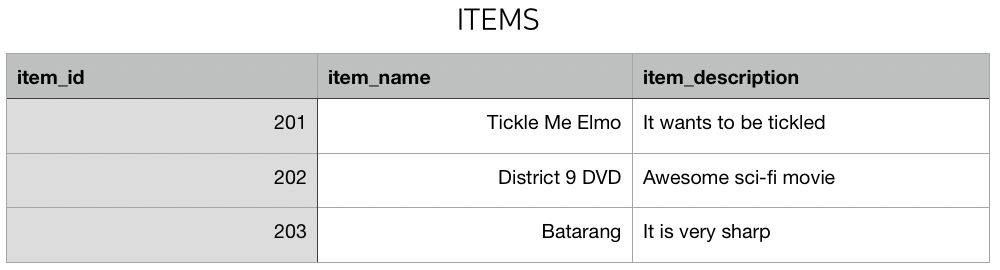 ITEMS
item_id item_name item_description
201 Tickle Me Elmo It wants to be tickled
202 District 9 DVD Awesome sci-fi movie
203 Batarang It is very sharp